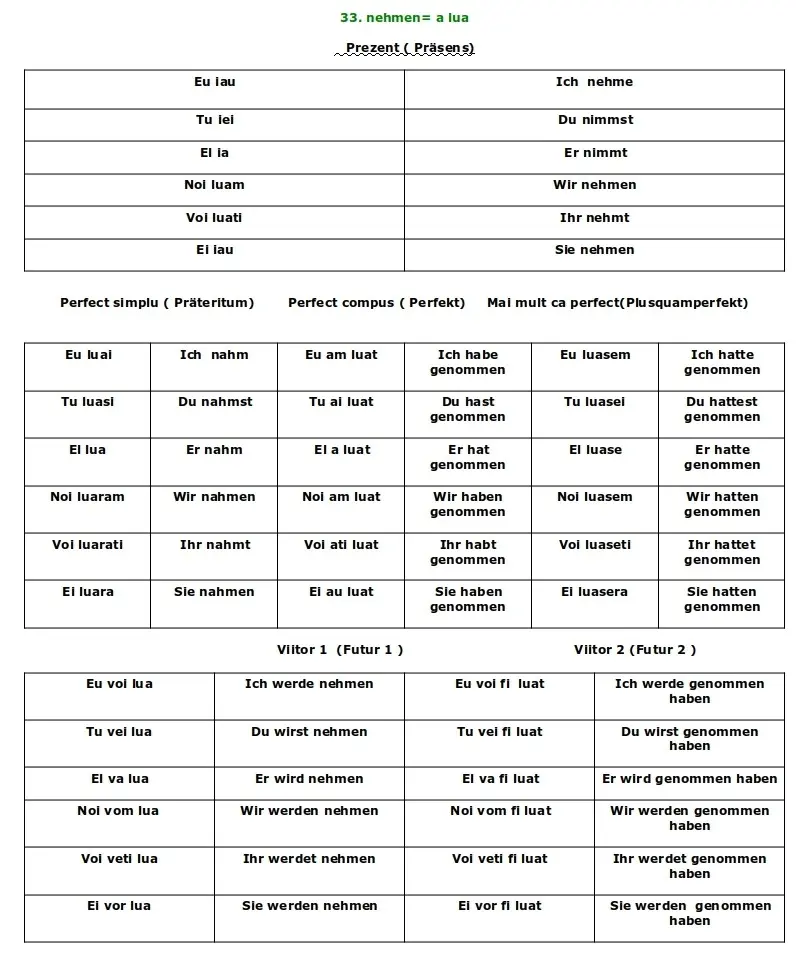 33. nehmen= a lua
Prezent ( Präsens)
Eu iau Ich nehme
Tu iei Du nimmst
El ia Er nimmt
Noi luam Wir nehmen
Voi luati Ihr nehmt
Ei iau Sie nehmen
Perfect simplu ( Präteritum) Perfect compus ( Perfekt) Mai mult ca perfect(Plusquamperfekt)
Eu luai Ich nahm Eu am luat Ich habe Eu luasem Ich hatte
genommen genommen
Tu luasi Du nahmst Tu ai luat Du hast Tu luasei Du hattest
genommen genommen
El lua Er nahm El a luat Er hat El luase Er hatte
genommen genommen
Noi luaram Wir nahmen Noi am luat Wir haben Noi luasem Wir hatten
genommen genommen
Voi luarati Ihr nahmt Voi ati luat Ihr habt Voi luaseti Ihr hattet
genommen genommen
Ei luara Sie nahmen Ei au luat Sie haben Ei luasera Sie hatten
genommen genommen
Viitor 1 (Futur 1 ) Viitor 2 (Futur 2 )
Eu voi lua Ich werde nehmen Eu voi fi luat Ich werde genommen
haben
Tu vei lua Du wirst nehmen Tu vei fi luat Du wirst genommen
haben
El va lua Er wird nehmen El va fi luat Er wird genommen haben
Noi vom lua Wir werden nehmen Noi vom fi luat Wir werden genommen
haben
Voi veti lua Ihr werdet nehmen Voi veti fi luat Ihr werdet genommen
haben
Ei vor lua Sie werden nehmen Ei vor fi luat Sie werden genommen
haben